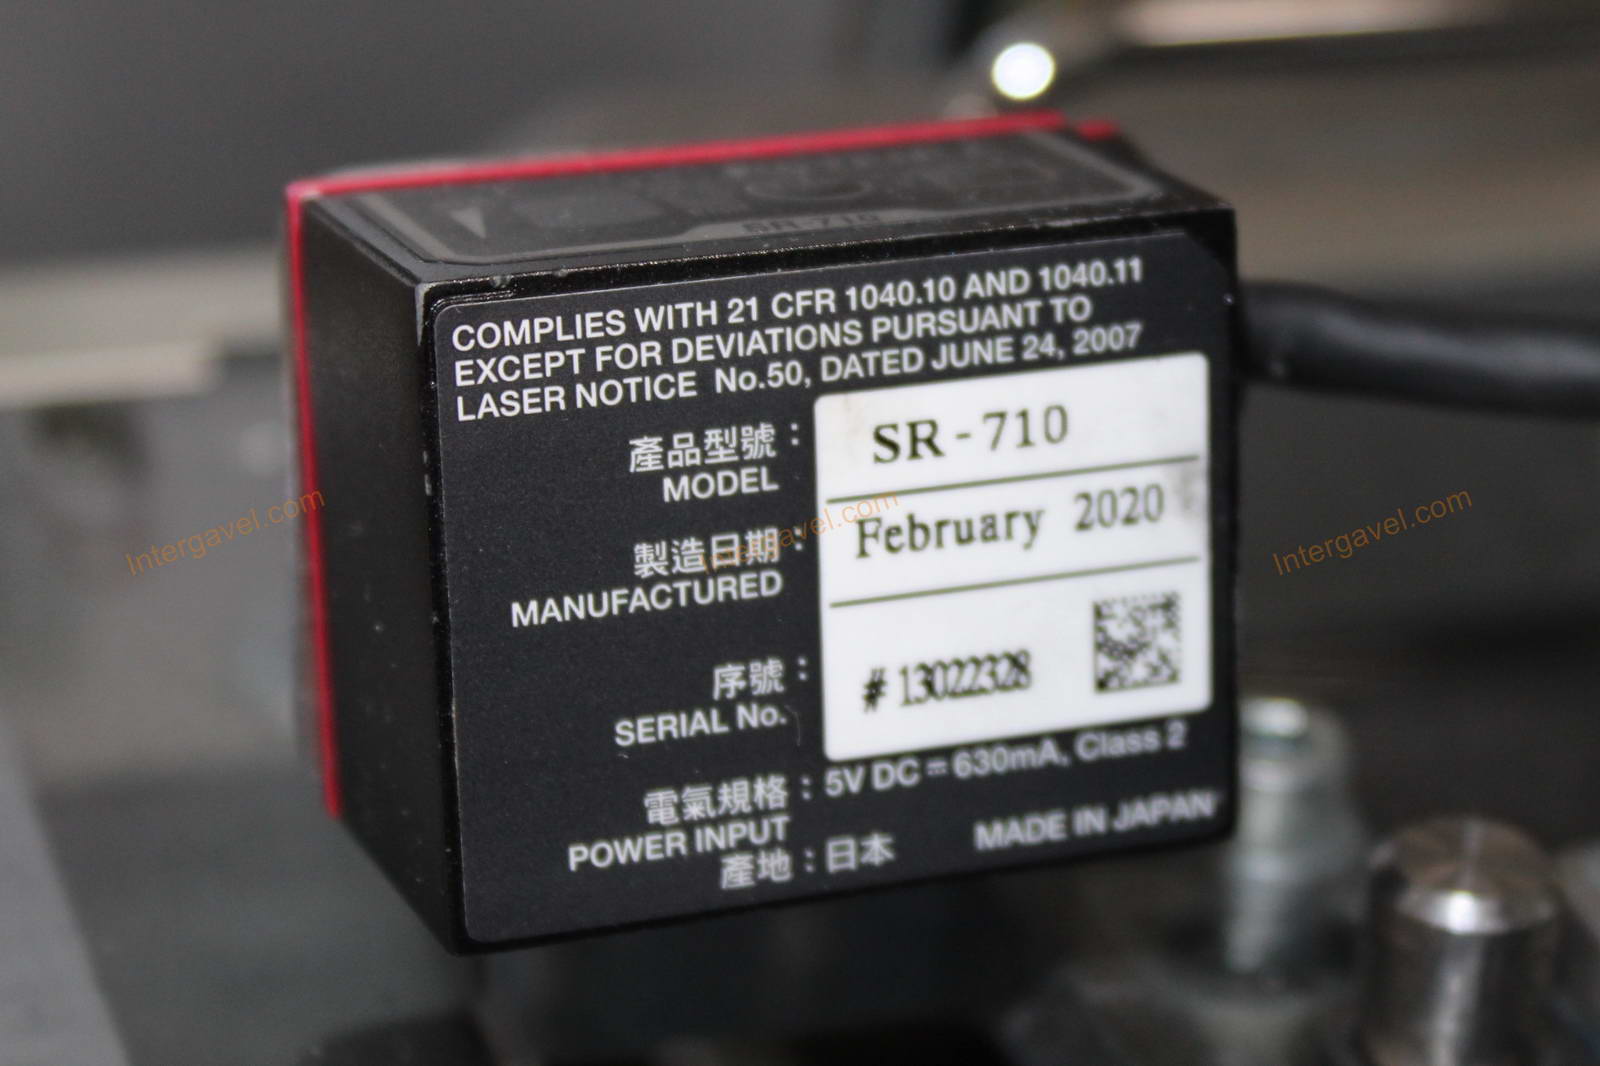 SR-710
COMPLIES WITH 21 CFR 1040.10 AND 1040.11
EXCEPT FOR DEVIATIONS PURSUANT TO
LASER NOTICE No.50, DATED JUNE 24, 2007
產品型號： SR-710
MODEL
製造日期： February 2020
MANUFACTURED
序號： #13022328
SERIAL No.
電氣規格： 5V DC ⎓ 630mA, Class 2
POWER INPUT
產地：日本 MADE IN JAPAN
Intergavel.com
Intergavel.com
Intergavel.com